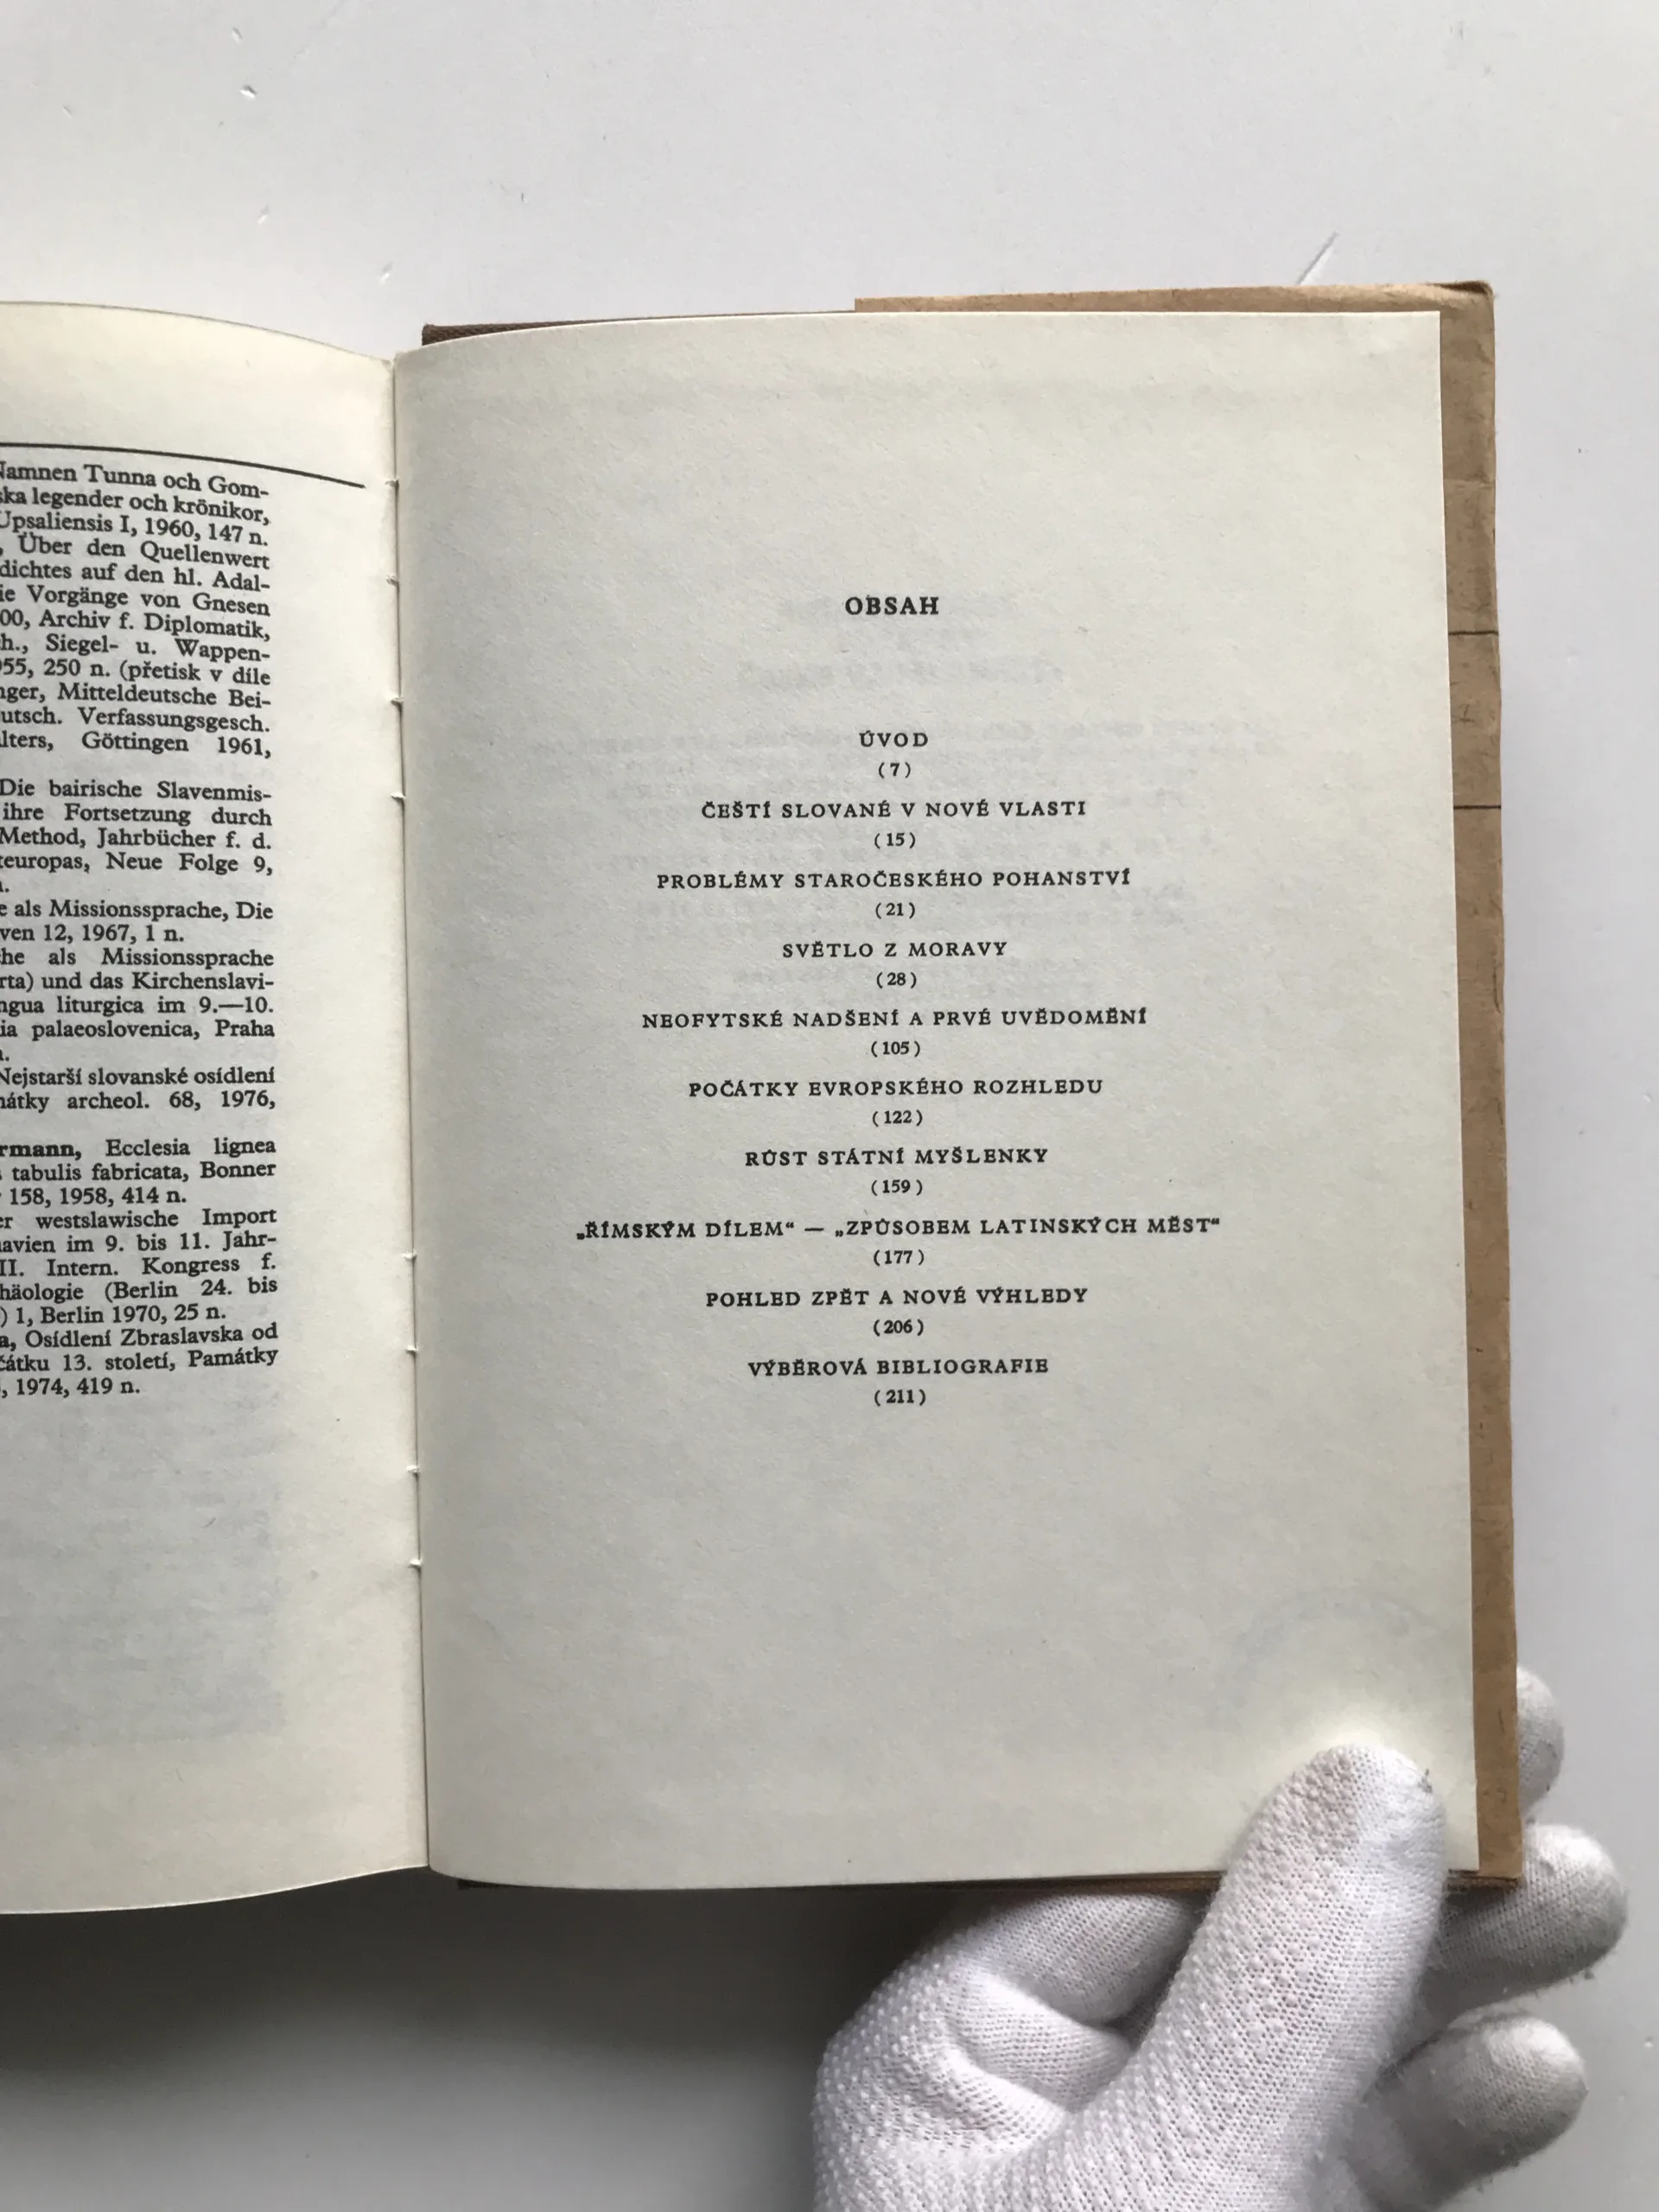 Namnen Tunna och Gom-
ska legender och krönikor,
Upsaliensis I, 1960, 147 n.
, Über den Quellenwert
dichtes auf den hl. Adal-
ie Vorgänge von Gnesen
00, Archiv f. Diplomatik,
h., Siegel- u. Wappen-
955, 250 n. (přetisk v díle
nger, Mitteldeutsche Bei-
utsch. Verfassungsgesch.
lters, Göttingen 1961,
Die bairische Slavenmis-
ihre Fortsetzung durch
Method, Jahrbücher f. d.
teuropas, Neue Folge 9,
e als Missionssprache, Die
ven 12, 1967, 1 n.
che als Missionssprache
rta) und das Kirchenslavi-
ngua liturgica im 9.—10.
ia palaeoslovenica, Praha
Nejstarší slovanské osídlení
nátky archeol. 68, 1976,
rmann, Ecclesia lignea
tabulis fabricata, Bonner
158, 1958, 414 n.
er westslawische Import
navien im 9. bis 11. Jahr-
II. Intern. Kongress f.
häologie (Berlin 24. bis
) 1, Berlin 1970, 25 n.
a, Osídlení Zbraslavska od
čátku 13. století, Památky
, 1974, 419 n.
OBSAH
ÚVOD
(7)
ČEŠTÍ SLOVANÉ V NOVÉ VLASTI
(15)
PROBLÉMY STAROČESKÉHO POHANSTVÍ
(21)
SVĚTLO Z MORAVY
(28)
NEOFYTSKÉ NADŠENÍ A PRVÉ UVĚDOMĚNÍ
(105)
POČÁTKY EVROPSKÉHO ROZHLEDU
(122)
RŮST STÁTNÍ MYŠLENKY
(159)
„ŘÍMSKÝM DÍLEM“ — „ZPŮSOBEM LATINSKÝCH MĚST“
(177)
POHLED ZPĚT A NOVÉ VÝHLEDY
(206)
VÝBĚROVÁ BIBLIOGRAFIE
(211)